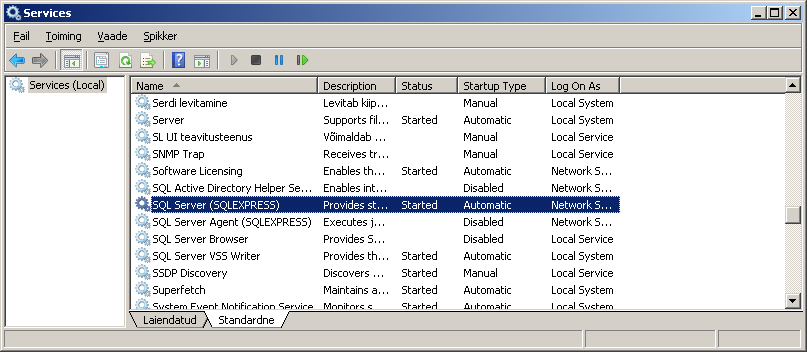 Services
Fail Toiming Vaade Spikker
Services (Local)
Name Description Status Startup Type Log On As
Serdi levitamine Levitab kiip... Manual Local System
Server Supports fil... Started Automatic Local System
SL UI teavitusteenus Võimaldab ... Manual Local Service
SNMP Trap Receives tr... Manual Local Service
Software Licensing Enables th... Started Automatic Network S...
SQL Active Directory Helper Se... Enables int... Disabled Network S...
SQL Server (SQLEXPRESS) Provides st... Started Automatic Network S...
SQL Server Agent (SQLEXPRESS) Executes j... Disabled Network S...
SQL Server Browser Provides S... Disabled Local Service
SQL Server VSS Writer Provides th... Started Automatic Local System
SSDP Discovery Discovers ... Started Manual Local Service
Superfetch Maintains a... Started Automatic Local System
System Event Notification Service Monitors s... Started Automatic Local System
Laiendatud Standardne